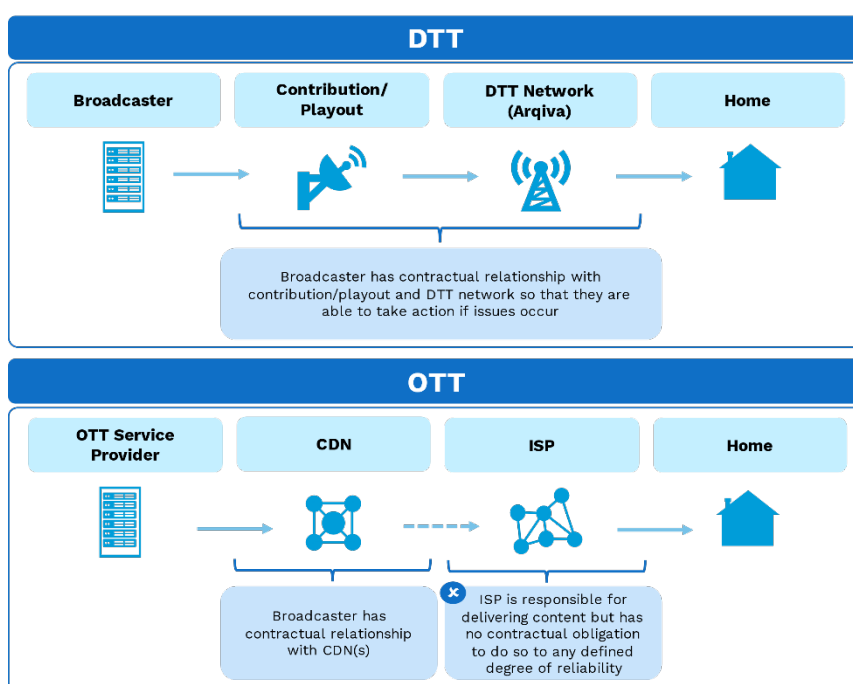 DTT
Broadcaster
Contribution/
Playout
DTT Network
(Arqiva)
Home
Broadcaster has contractual relationship with
contribution/playout and DTT network so that they are
able to take action if issues occur
OTT
OTT Service
Provider
CDN
ISP
Home
Broadcaster has
contractual relationship
with CDN(s)
ISP is responsible for
delivering content but has
no contractual obligation
to do so to any defined
degree of reliability